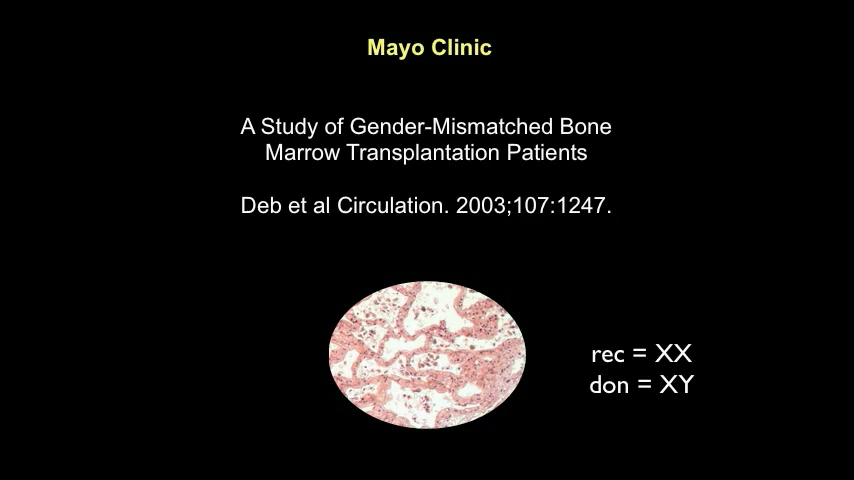 Mayo Clinic
A Study of Gender-Mismatched Bone
Marrow Transplantation Patients
Deb et al Circulation. 2003;107:1247.
rec = XX
don = XY